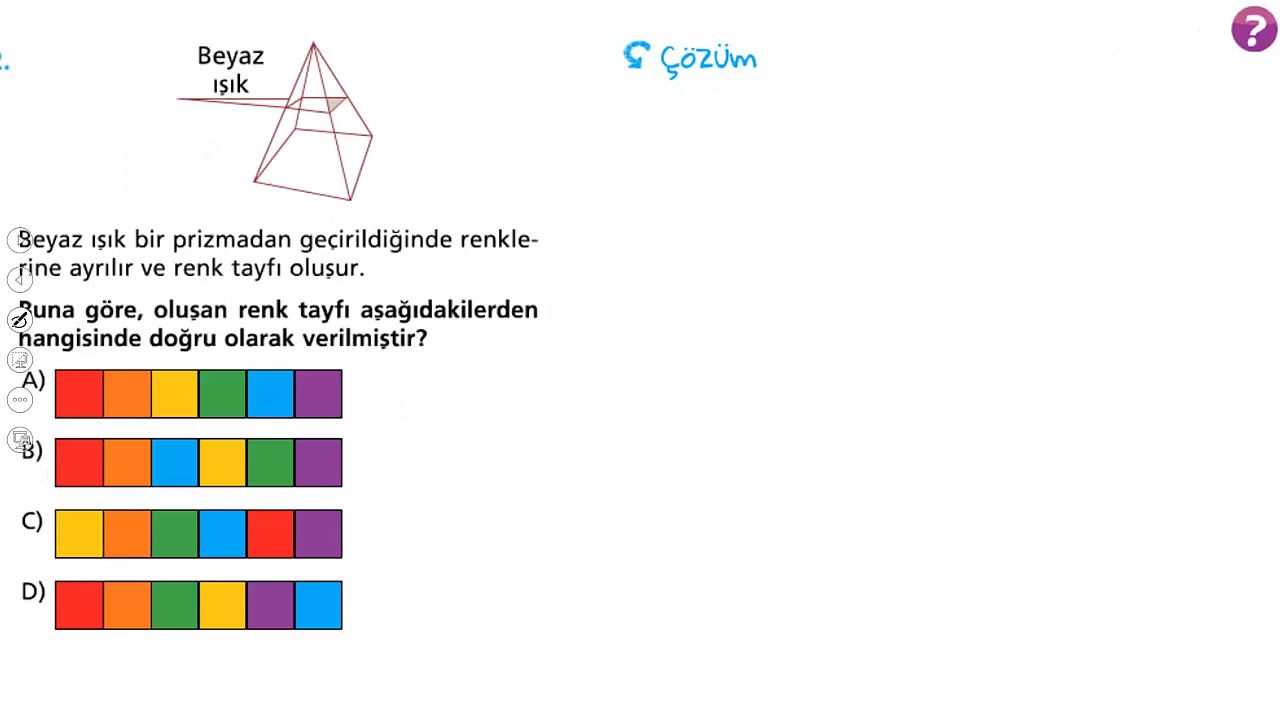 2.
Beyaz
ışık
Çözüm
?
Beyaz ışık bir prizmadan geçirildiğinde renkle-
rine ayrılır ve renk tayfı oluşur.
Buna göre, oluşan renk tayfı aşağıdakilerden
hangisinde doğru olarak verilmiştir?
A)
B)
C)
D)